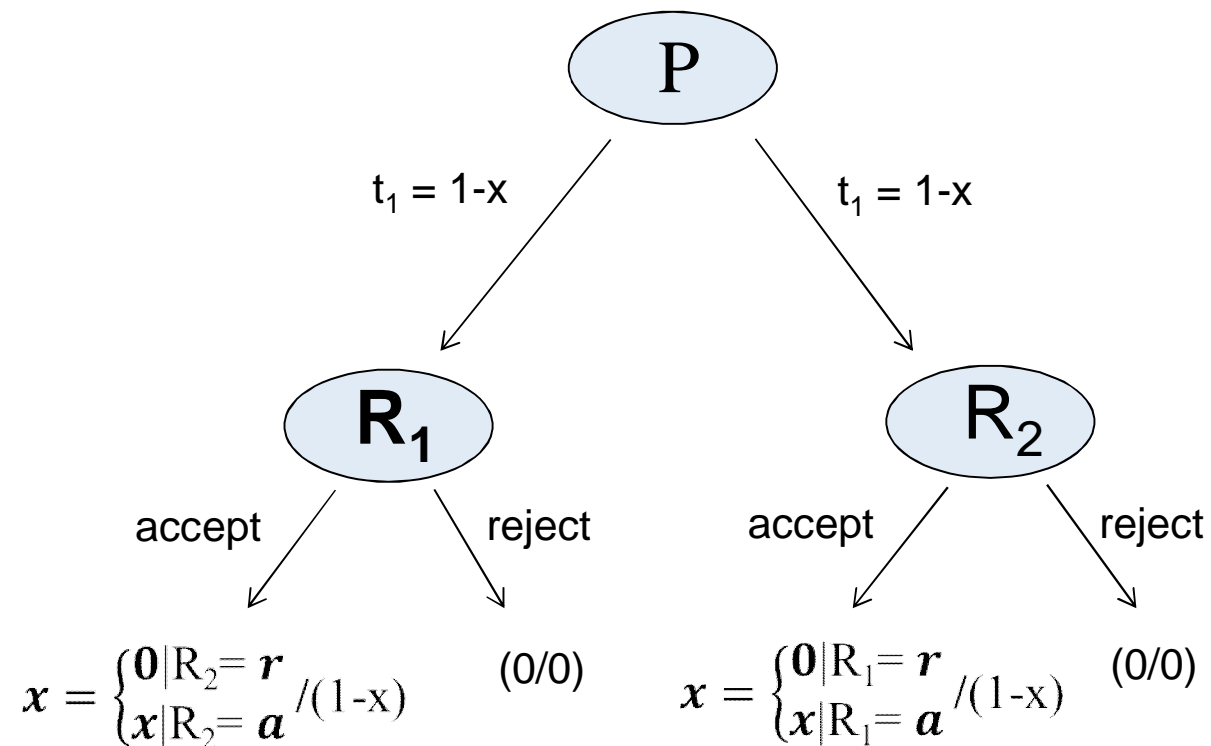 P
t₁ = 1-x
t₁ = 1-x
R₁
R₂
accept
reject
accept
reject
x = {0|R₂= r
x|R₂= a /(1-x)
(0/0)
x = {0|R₁= r
x|R₁= a /(1-x)
(0/0)